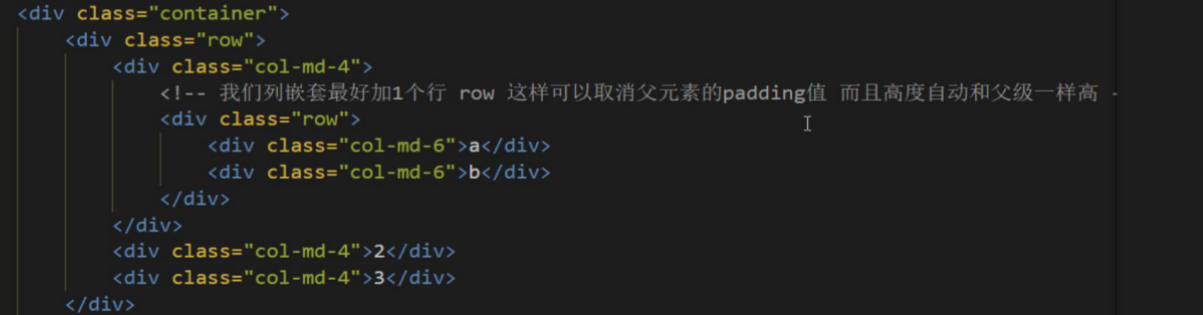 <div class="container">
<div class="row">
<div class="col-md-4">
<!-- 我们列嵌套最好加1个行 row 这样可以取消父元素的padding值 而且高度自动和父级一样高 -
<div class="row">
<div class="col-md-6">a</div>
<div class="col-md-6">b</div>
</div>
</div>
<div class="col-md-4">2</div>
<div class="col-md-4">3</div>
</div>